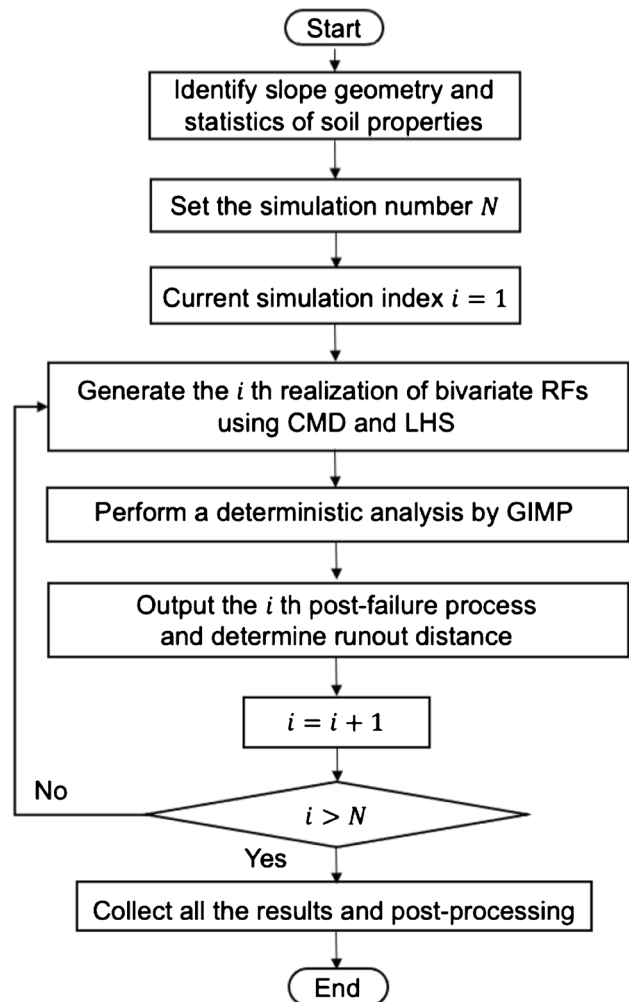 Start
Identify slope geometry and
statistics of soil properties
Set the simulation number N
Current simulation index i = 1
Generate the i th realization of bivariate RFs
using CMD and LHS
Perform a deterministic analysis by GIMP
Output the i th post-failure process
and determine runout distance
i = i + 1
No
i > N
Yes
Collect all the results and post-processing
End